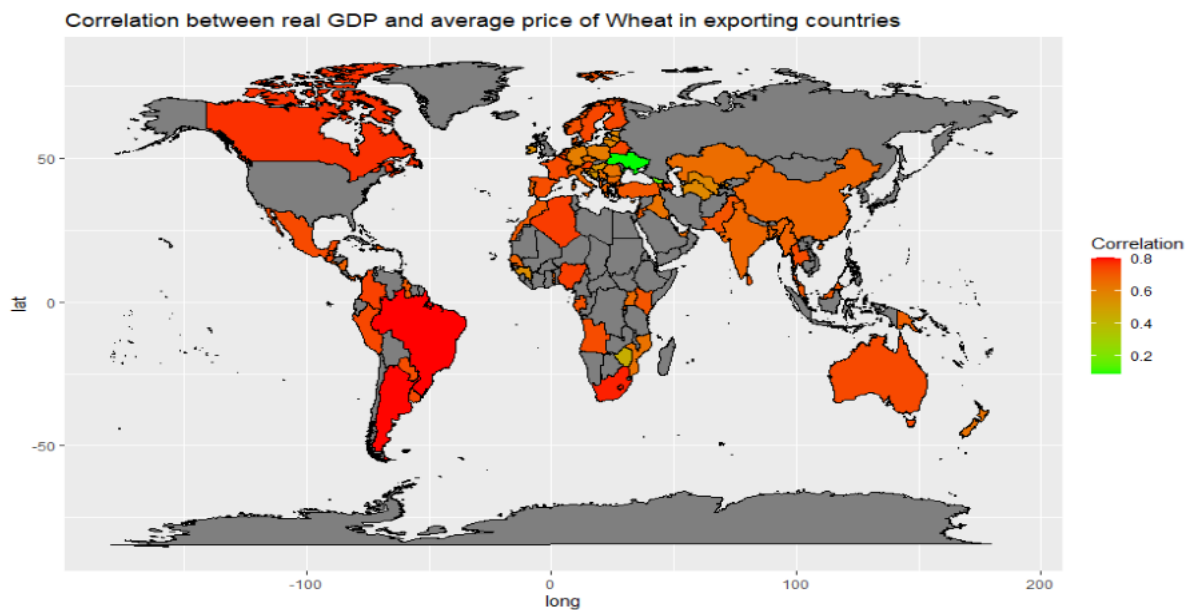 Correlation between real GDP and average price of Wheat in exporting countries
lat
50
0
-50
-100
0
100
200
long
Correlation
0.8
0.6
0.4
0.2